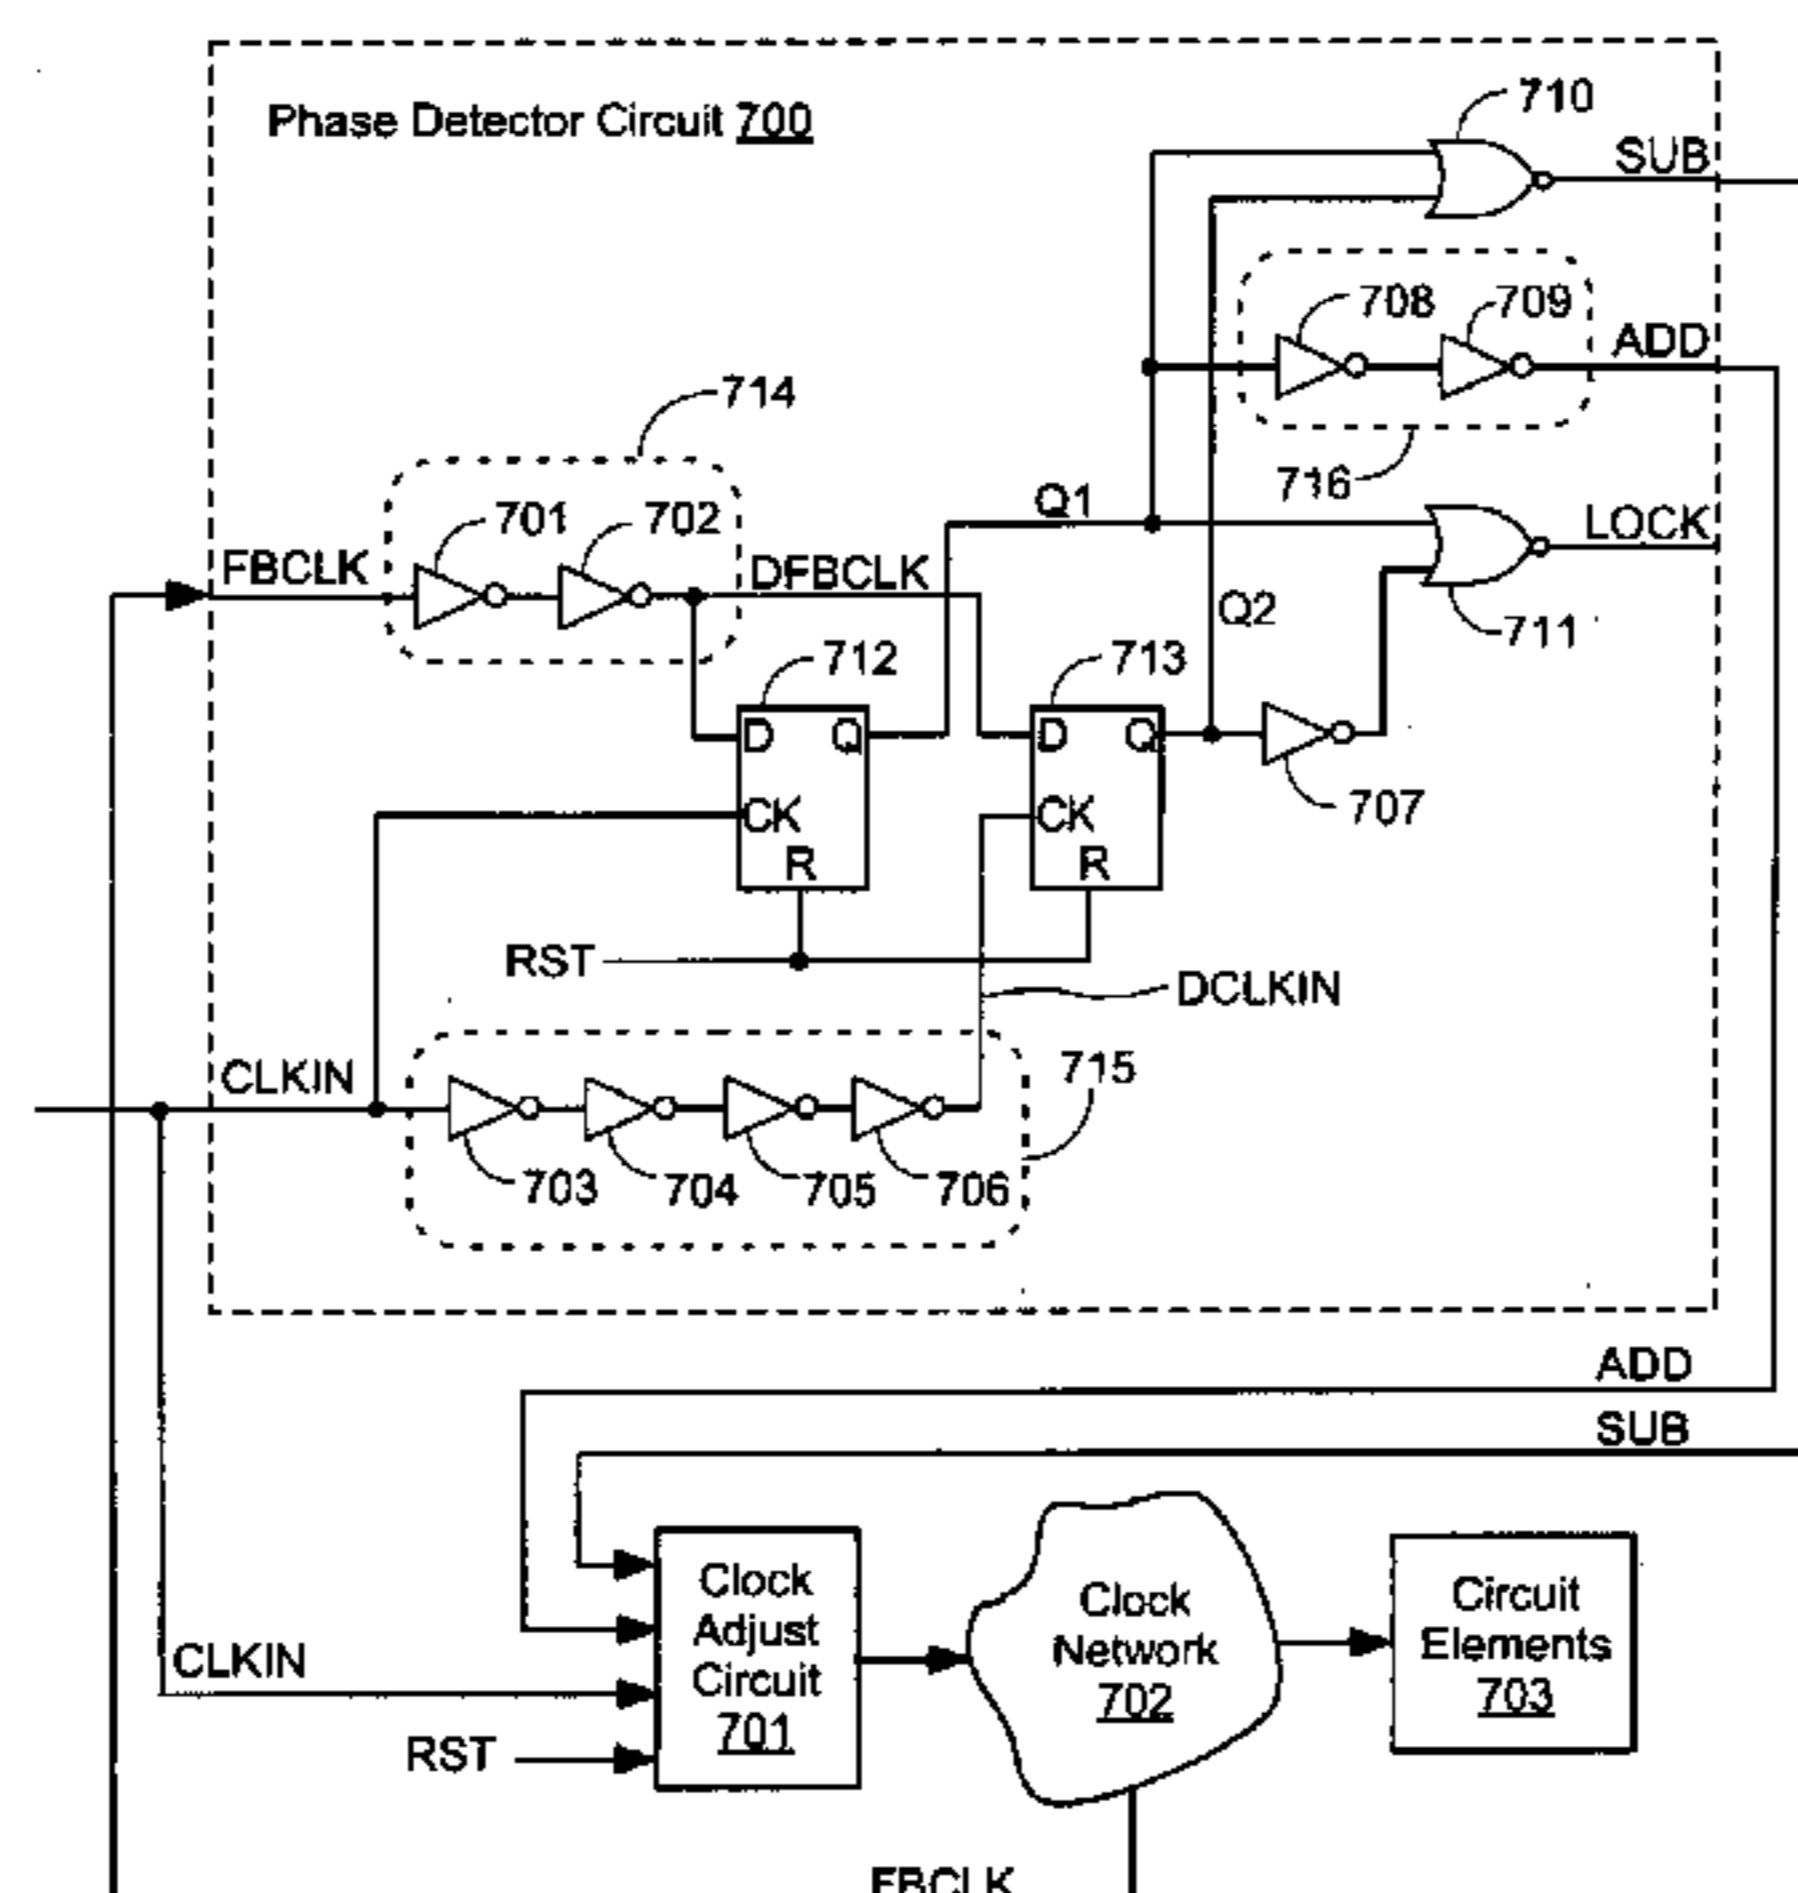 Phase Detector Circuit 700
710
SUB
708
709
ADD
716
714
701
702
FBCLK
DFBCLK
Q1
LOCK
Q2
711
712
713
D
Q
CK
R
D
Q
CK
R
707
RST
DCLKIN
CLKIN
715
703
704
705
706
ADD
SUB
Clock
Adjust
Circuit
701
Clock
Network
702
Circuit
Elements
703
CLKIN
RST
FBCLK